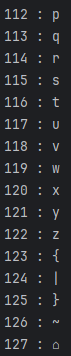 112 : p
113 : q
114 : r
115 : s
116 : t
117 : u
118 : v
119 : w
120 : x
121 : y
122 : z
123 : {
124 : |
125 : }
126 : ~
127 : ⌂